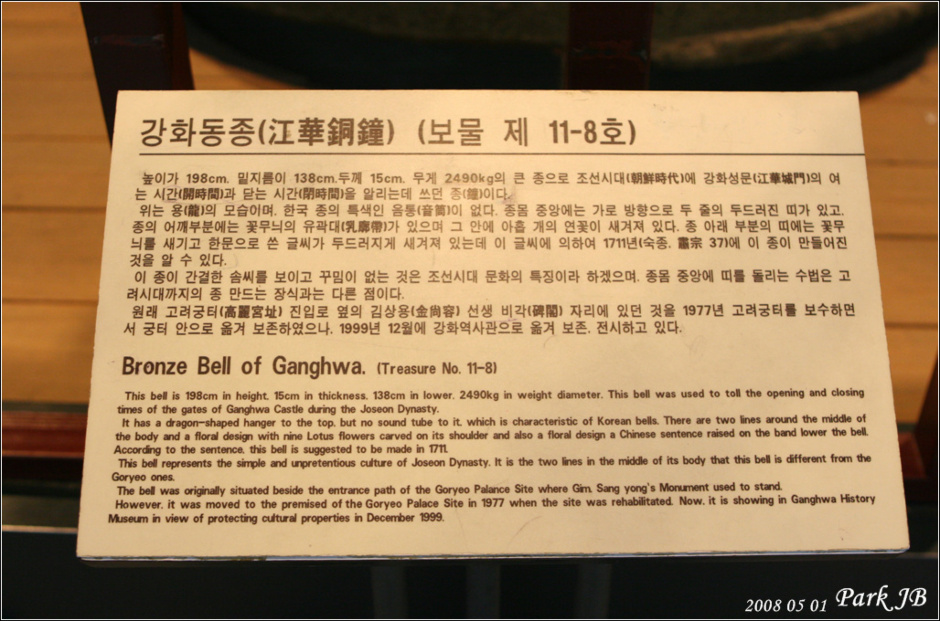 강화동종(江華銅鐘) (보물 제 11-8호)
높이가 198cm, 밑지름이 138cm,두께 15cm, 무게 2490kg의 큰 종으로 조선시대(朝鮮時代)에 강화성문(江華城門)의 여
는 시간(開時間)과 닫는 시간(閉時間)을 알리는데 쓰던 종(鐘)이다.
위는 용(龍)의 모습이며, 한국 종의 특색인 음통(音筒)이 없다. 종몸 중앙에는 가로 방향으로 두 줄의 두드러진 띠가 있고,
종의 어깨부분에는 꽃무늬의 유곽대(乳廓帶)가 있으며 그 안에 아홉 개의 연꽃이 새겨져 있다. 종 아래 부분의 띠에는 꽃무
늬를 새기고 한문으로 쓴 글씨가 두드러지게 새겨져 있는데 이 글씨에 의하여 1711년(숙종, 肅宗 37)에 이 종이 만들어진
것을 알 수 있다.
이 종이 간결한 솜씨를 보이고 꾸밈이 없는 것은 조선시대 문화의 특징이라 하겠으며, 종몸 중앙에 띠를 돌리는 수법은 고
려시대까지의 종 만드는 장식과는 다른 점이다.
원래 고려궁터(高麗宮址) 진입로 옆의 김상용(金尙容) 선생 비각(碑閣) 자리에 있던 것을 1977년 고려궁터를 보수하면
서 궁터 안으로 옮겨 보존하였으나, 1999년 12월에 강화역사관으로 옮겨 보존, 전시하고 있다.
Bronze Bell of Ganghwa. (Treasure No. 11-8)
This bell is 198cm in height, 15cm in thickness, 138cm in lower, 2490kg in weight diameter. This bell was used to toll the opening and closing
times of the gates of Ganghwa Castle during the Joseon Dynasty.
It has a dragon-shaped hanger to the top, but no sound tube to it, which is characteristic of Korean bells. There are two lines around the middle of
the body and a floral design with nine Lotus flowers carved on its shoulder and also a floral design a Chinese sentence raised on the band lower the bell.
According to the sentence, this bell is suggested to be made in 1711.
This bell represents the simple and unpretentious culture of Joseon Dynasty. It is the two lines in the middle of its body that this bell is different from the
Goryeo ones.
The bell was originally situated beside the entrance path of the Goryeo Palance Site where Gim, Sang yong's Monument used to stand.
However, it was moved to the premised of the Goryeo Palace Site in 1977 when the site was rehabilitated. Now, it is showing in Ganghwa History
Museum in view of protecting cultural properties in December 1999.
2008 05 01 Park JB